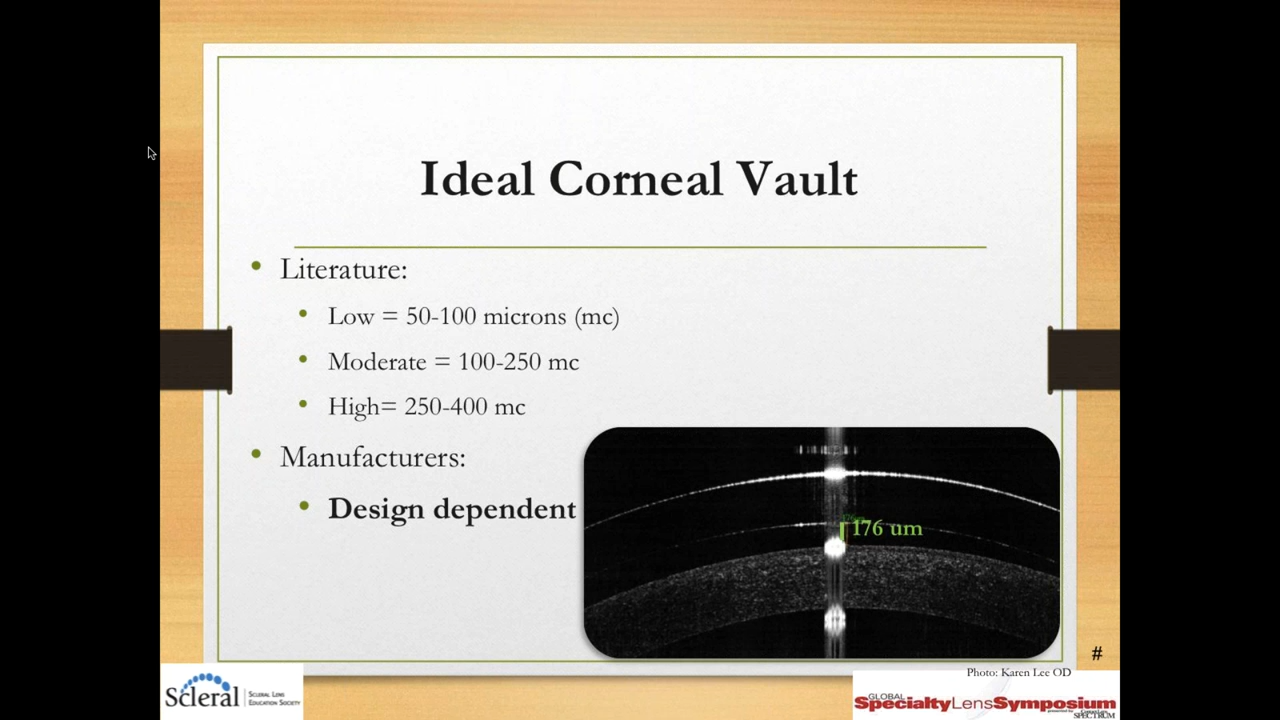 Ideal Corneal Vault
Literature:
Low = 50-100 microns (mc)
Moderate = 100-250 mc
High= 250-400 mc
Manufacturers:
Design dependent
176 um
#
Photo: Karen Lee OD
Scleral
SCLERAL LENS
EDUCATION SOCIETY
GLOBAL
SpecialtyLensSymposium
SPECTRUM